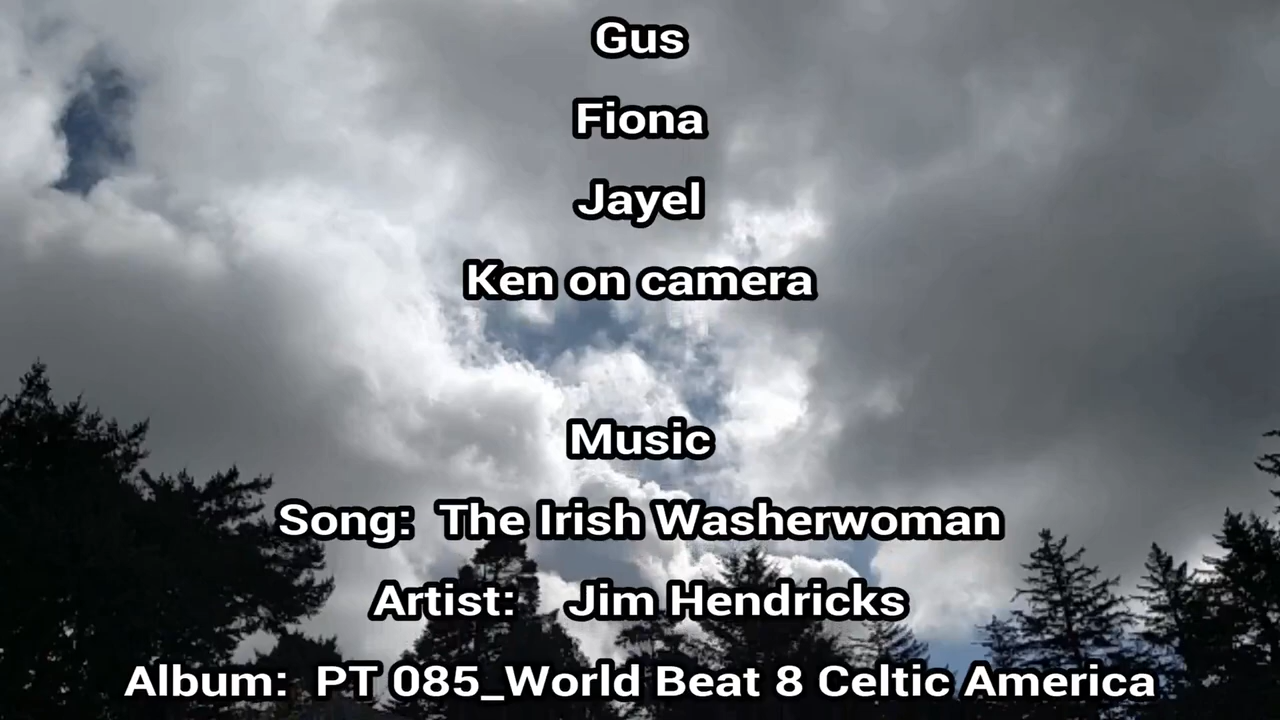 Gus
Fiona
Jayel
Ken on camera
Music
Song: The Irish Washerwoman
Artist: Jim Hendricks
Album: PT 085_World Beat 8 Celtic America